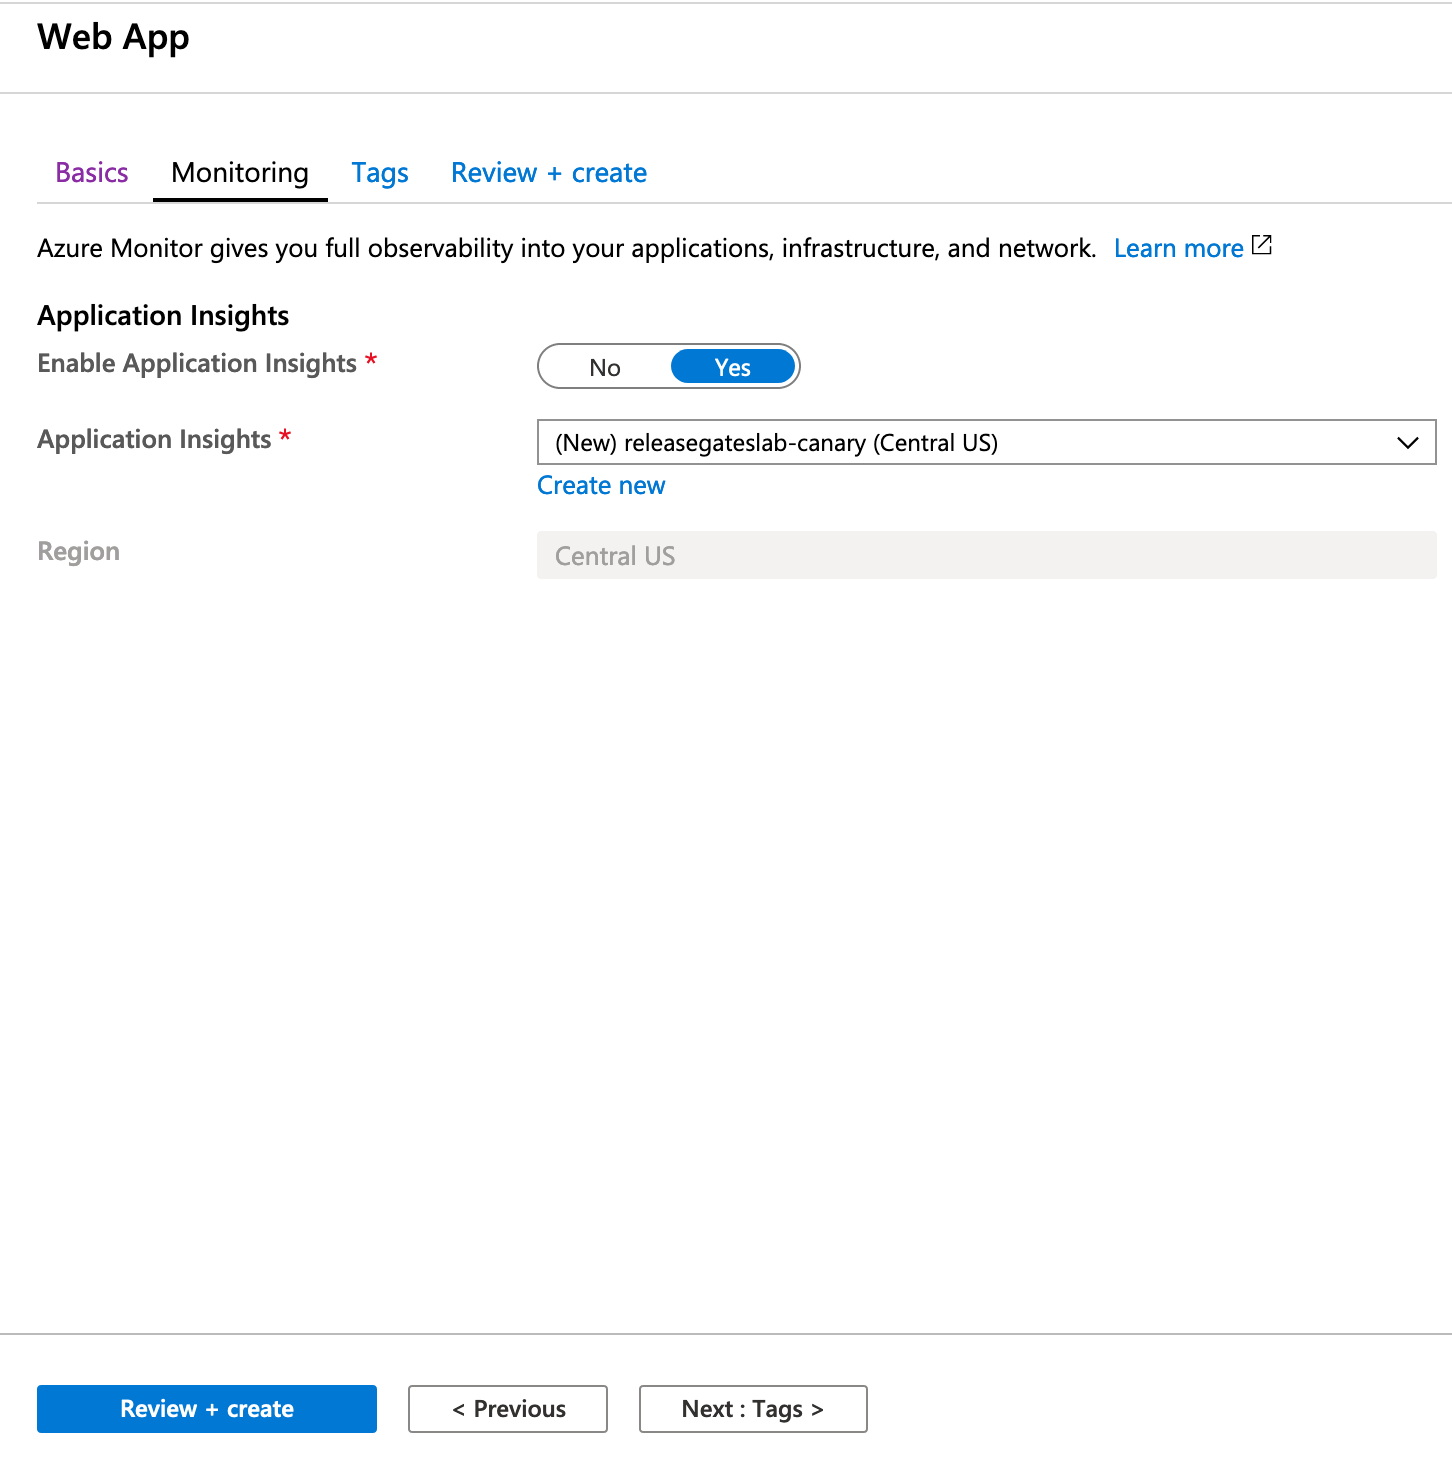 Web App
Basics Monitoring Tags Review + create
Azure Monitor gives you full observability into your applications, infrastructure, and network. Learn more
Application Insights
Enable Application Insights * No Yes
Application Insights * (New) releasegateslab-canary (Central US)
Create new
Region Central US
Review + create < Previous Next : Tags >